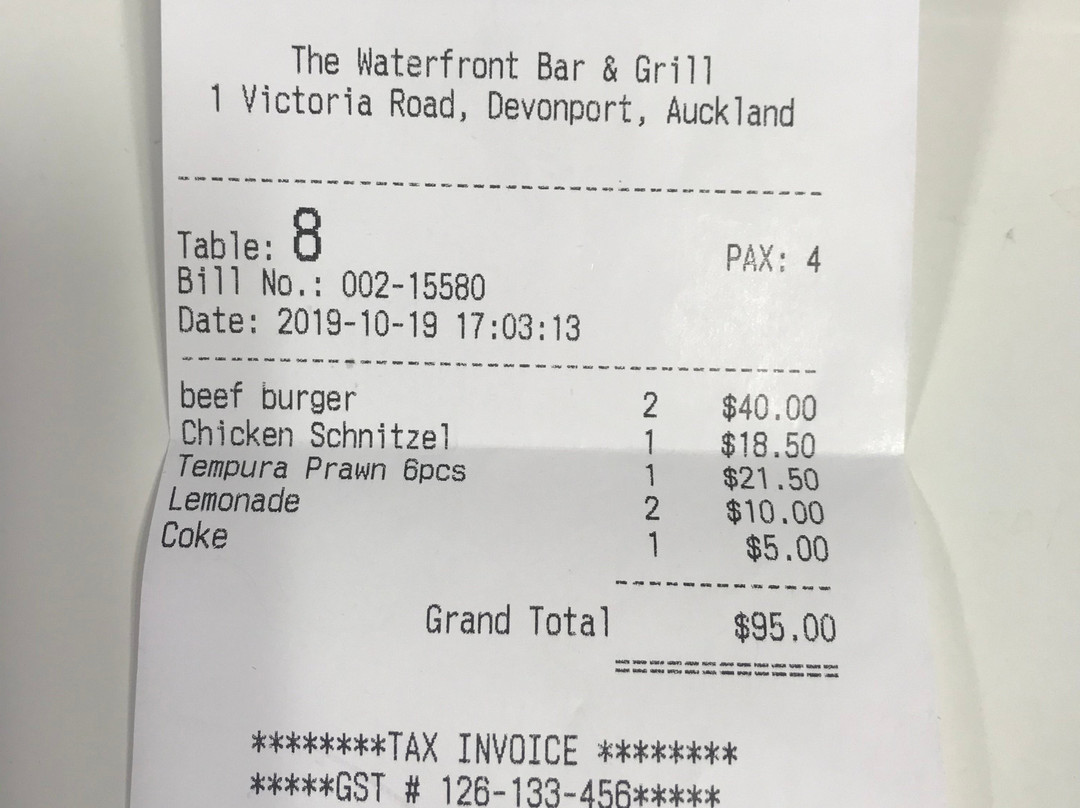 The Waterfront Bar & Grill
1 Victoria Road, Devonport, Auckland
Table: 8 PAX: 4
Bill No.: 002-15580
Date: 2019-10-19 17:03:13
beef burger 2 $40.00
Chicken Schnitzel 1 $18.50
Tempura Prawn 6pcs 1 $21.50
Lemonade 2 $10.00
Coke 1 $5.00
Grand Total $95.00
********TAX INVOICE ********
*****GST # 126-133-456*****